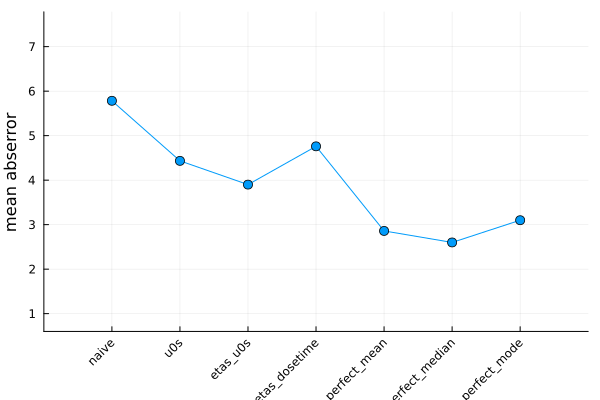 mean abserror
7
6
5
4
3
2
1
naive
u0s
etas_u0s
etas_dosetime
perfect_mean
erfect_median
perfect_mode